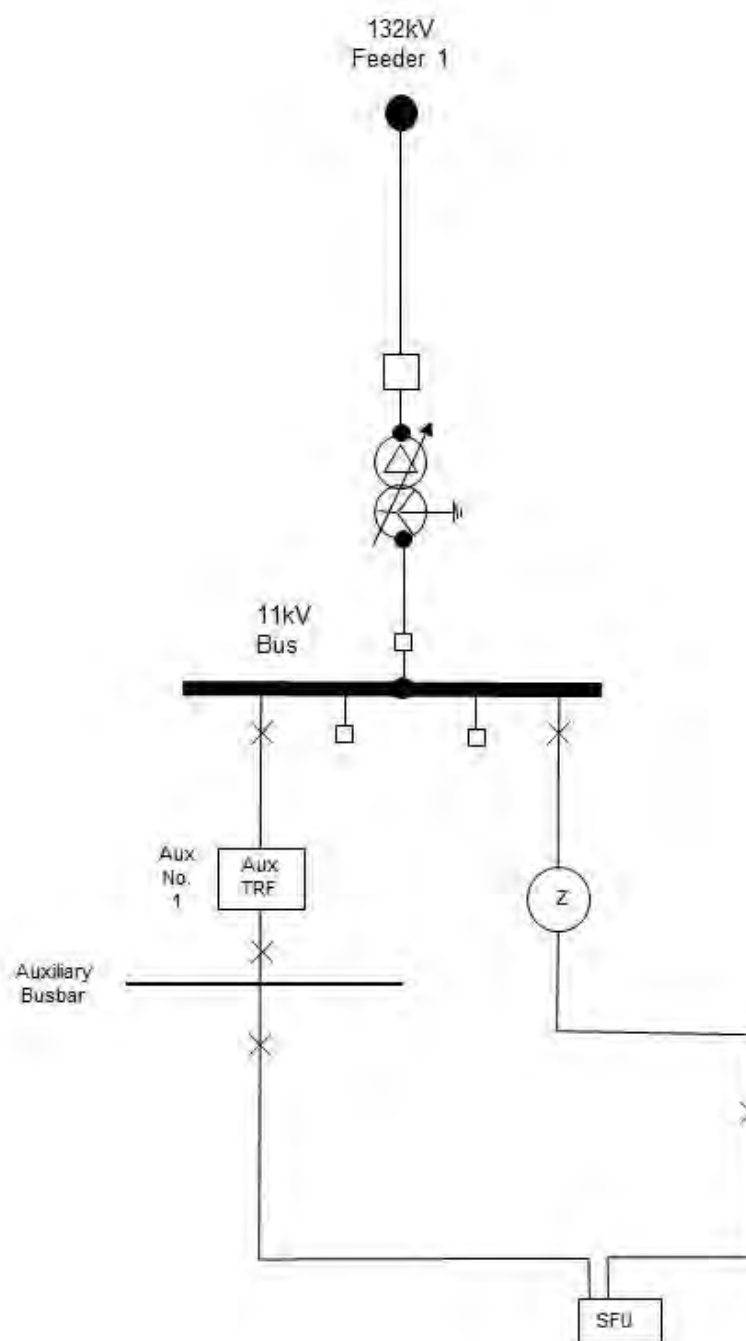 132kV
Feeder 1
11kV
Bus
Aux
No.
1
Aux
TRF
Z
Auxiliary
Busbar
SFU